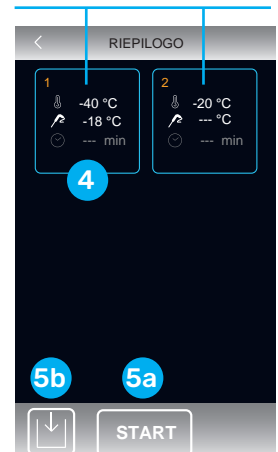 RIEPILOGO
1
-40 °C
-18 °C
--- min
2
-20 °C
--- °C
--- min
4
5b
5a
START